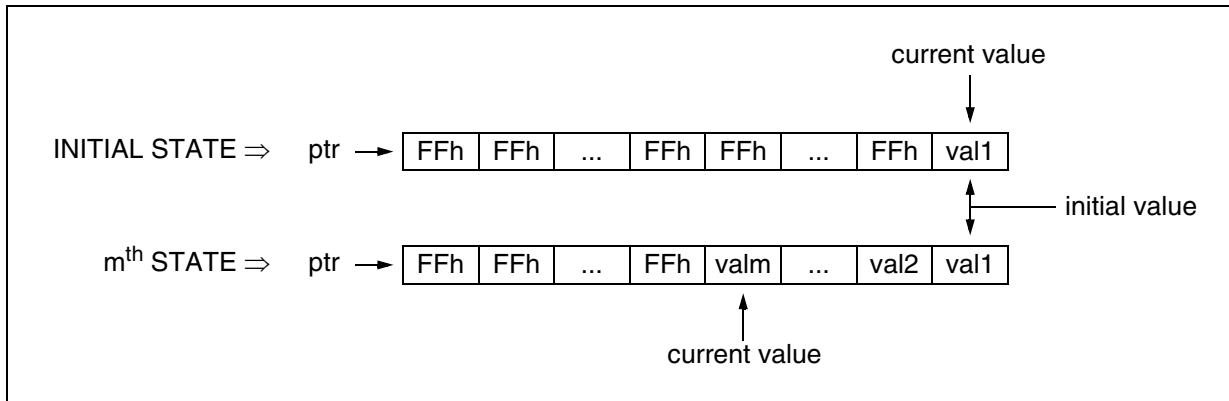 current value
INITIAL STATE ⇒ ptr FFh FFh ... FFh FFh ... FFh val1
initial value
mth STATE ⇒ ptr FFh FFh ... FFh valm ... val2 val1
current value